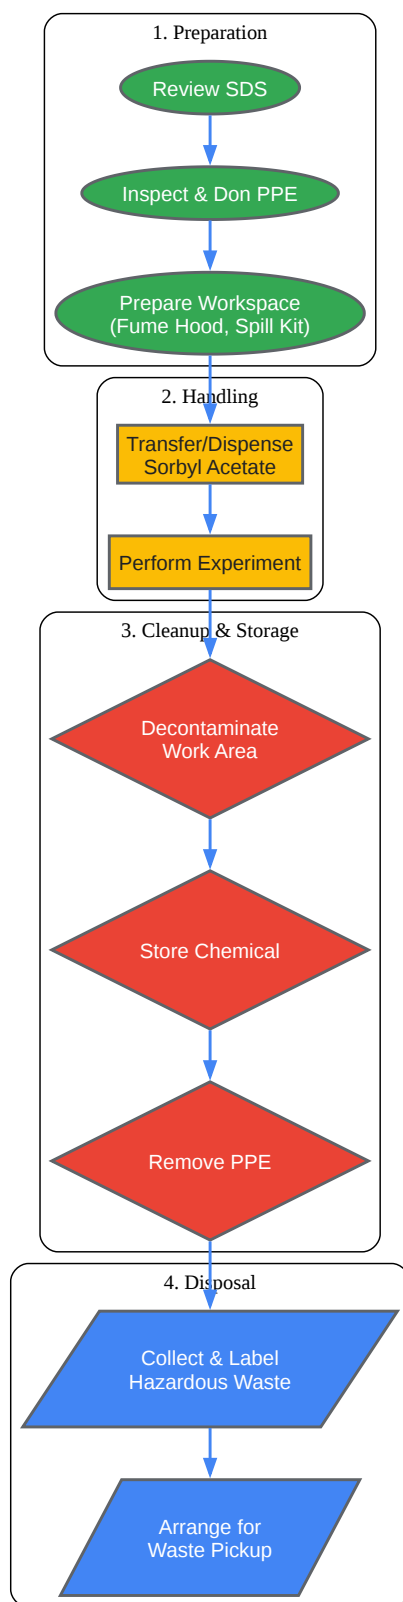 1. Preparation
Review SDS
Inspect & Don PPE
Prepare Workspace
(Fume Hood, Spill Kit)
2. Handling
Transfer/Dispense
Sorbyl Acetate
Perform Experiment
3. Cleanup & Storage
Decontaminate
Work Area
Store Chemical
Remove PPE
4. Disposal
Collect & Label
Hazardous Waste
Arrange for
Waste Pickup